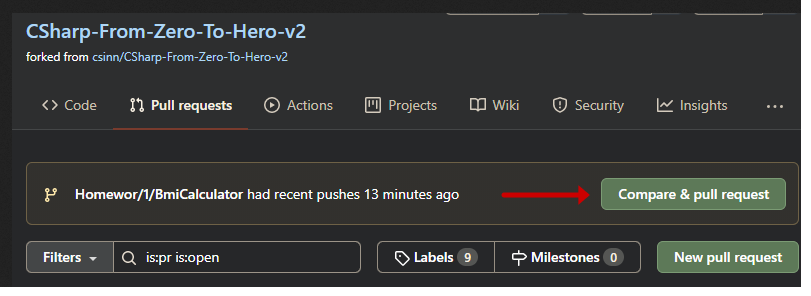 CSharp-From-Zero-To-Hero-v2
forked from csinn/CSharp-From-Zero-To-Hero-v2
Code Pull requests Actions Projects Wiki Security Insights ...
Homewor/1/BmiCalculator had recent pushes 13 minutes ago Compare & pull request
Filters is:pr is:open Labels 9 Milestones 0 New pull request